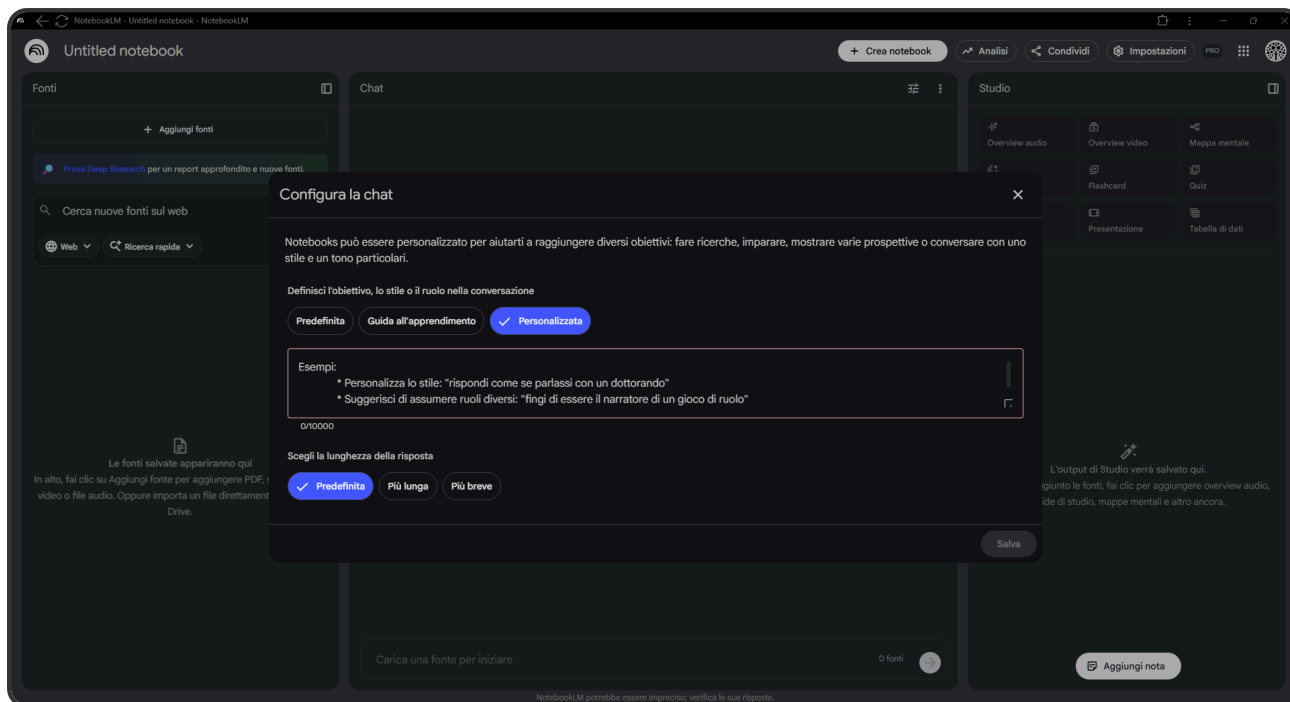 NotebookLM - Untitled notebook - NotebookLM
Untitled notebook
+ Crea notebook
Analisi
Condividi
Impostazioni
PRO
Fonti
+ Aggiungi fonti
Prova Deep Research per un report approfondito e nuove fonti.
Cerca nuove fonti sul web
Web
Ricerca rapida
Le fonti salvate appariranno qui
In alto, fai clic su Aggiungi fonte per aggiungere PDF,
video o file audio. Oppure importa un file direttament
Drive.
Chat
Configura la chat
Notebooks può essere personalizzato per aiutarti a raggiungere diversi obiettivi: fare ricerche, imparare, mostrare varie prospettive o conversare con uno
stile e un tono particolari.
Definisci l'obiettivo, lo stile o il ruolo nella conversazione
Predefinita
Guida all'apprendimento
Personalizzata
Esempi:
* Personalizza lo stile: "rispondi come se parlassi con un dottorando"
* Suggerisci di assumere ruoli diversi: "fingi di essere il narratore di un gioco di ruolo"
0/10000
Scegli la lunghezza della risposta
Predefinita
Più lunga
Più breve
Salva
Carica una fonte per iniziare
0 fonti
NotebookLM potrebbe essere impreciso; verifica le sue risposte.
Studio
Overview audio
Overview video
Mappa mentale
Flashcard
Quiz
Presentazione
Tabella di dati
L'output di Studio verrà salvato qui.
giunto le fonti, fai clic per aggiungere overview audio,
ide di studio, mappe mentali e altro ancora.
Aggiungi nota